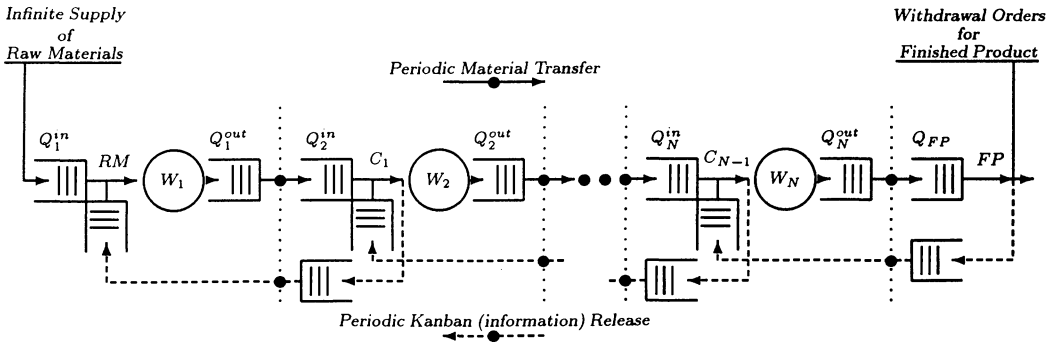 Infinite Supply
of
Raw Materials
Withdrawal Orders
for
Finished Product
Periodic Material Transfer
Q_1^{in}
RM
W_1
Q_1^{out}
Q_2^{in}
C_1
W_2
Q_2^{out}
Q_N^{in}
C_{N-1}
W_N
Q_N^{out}
Q_{FP}
FP
Periodic Kanban (information) Release